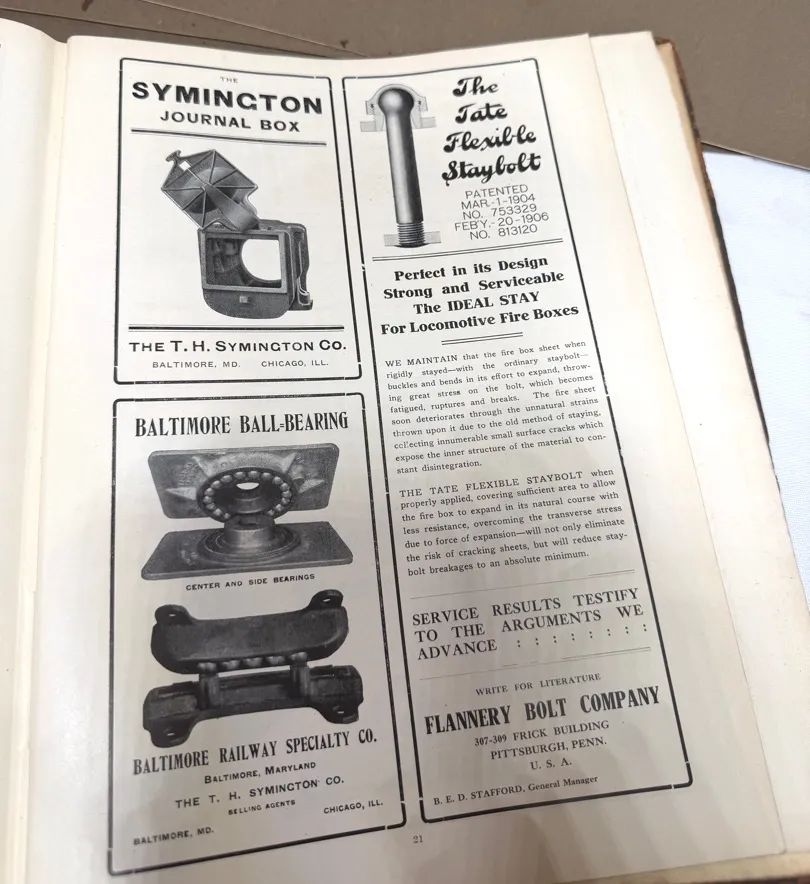 THE
SYMINGTON
JOURNAL BOX
THE T. H. SYMINGTON CO.
BALTIMORE, MD. CHICAGO, ILL.
BALTIMORE BALL-BEARING
CENTER AND SIDE BEARINGS
BALTIMORE RAILWAY SPECIALTY CO.
BALTIMORE, MARYLAND
THE T. H. SYMINGTON CO.
SELLING AGENTS
BALTIMORE, MD. CHICAGO, ILL.
The
Tate
Flexible
Staybolt
PATENTED
MAR.-1-1904
NO. 753329
FEB'Y.-20-1906
NO. 813120
Perfect in its Design
Strong and Serviceable
The IDEAL STAY
For Locomotive Fire Boxes
WE MAINTAIN that the fire box sheet when
rigidly stayed—with the ordinary staybolt—
buckles and bends in its effort to expand, throw-
ing great stress on the bolt, which becomes
fatigued, ruptures and breaks. The fire sheet
soon deteriorates through the unnatural strains
thrown upon it due to the old method of staying,
collecting innumerable small surface cracks which
expose the inner structure of the material to con-
stant disintegration.
THE TATE FLEXIBLE STAYBOLT when
properly applied, covering sufficient area to allow
the fire box to expand in its natural course with
less resistance, overcoming the transverse stress
due to force of expansion—will not only eliminate
the risk of cracking sheets, but will reduce stay-
bolt breakages to an absolute minimum.
SERVICE RESULTS TESTIFY
TO THE ARGUMENTS WE
ADVANCE : : : : : : : :
WRITE FOR LITERATURE
FLANNERY BOLT COMPANY
307-309 FRICK BUILDING
PITTSBURGH, PENN.
U. S. A.
B. E. D. STAFFORD, General Manager
21